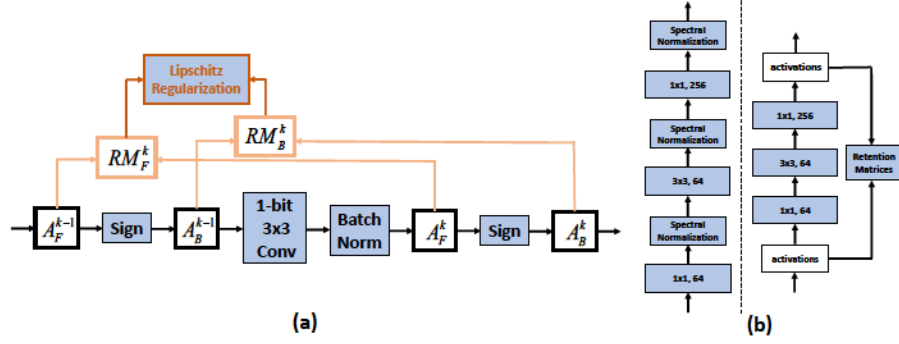 Lipschitz
Regularization
RM_F^k
RM_B^k
A_F^{k-1}
Sign
A_B^{k-1}
1-bit
3x3
Conv
Batch
Norm
A_F^k
Sign
A_B^k
(a)
Spectral
Normalization
1x1, 256
Spectral
Normalization
3x3, 64
Spectral
Normalization
1x1, 64
activations
1x1, 256
3x3, 64
1x1, 64
activations
Retention
Matrices
(b)